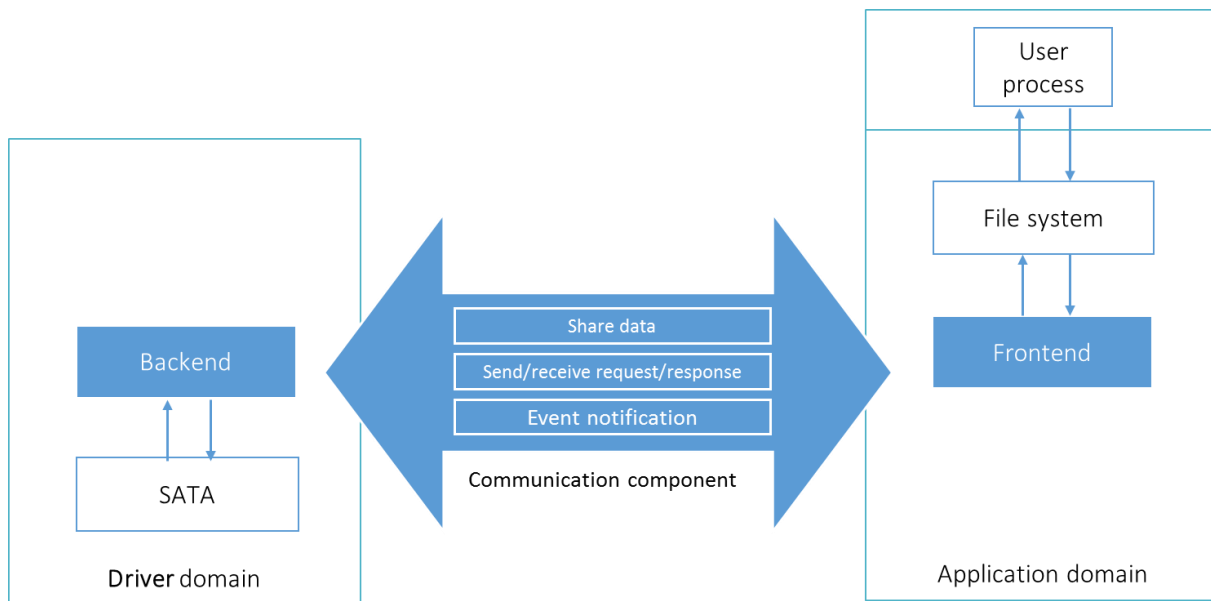 User
process
File system
Share data
Backend
Send/receive request/response
Frontend
Event notification
Communication component
SATA
Driver domain
Application domain